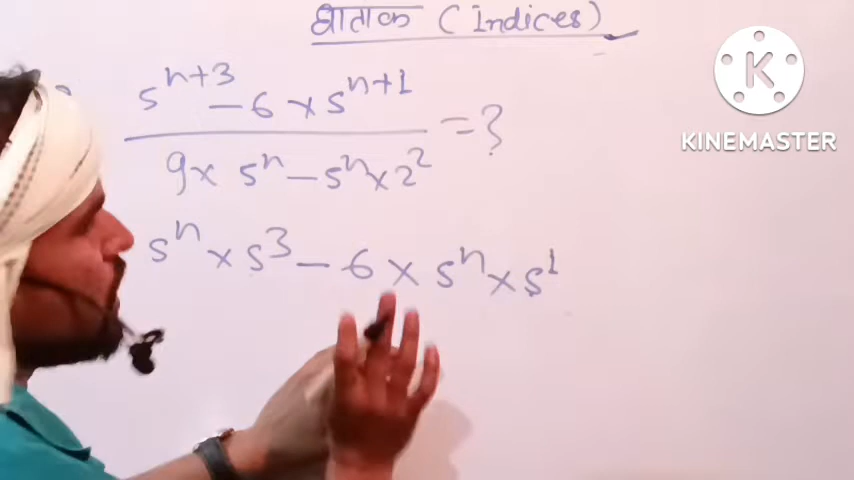 घातांक (Indices)
5^{n+3} - 6 × 5^{n+1}
9 × 5^n - 5^n × 2^2
= ?
5^n × 5^3 - 6 × 5^n × 5^1
K
KINEMASTER